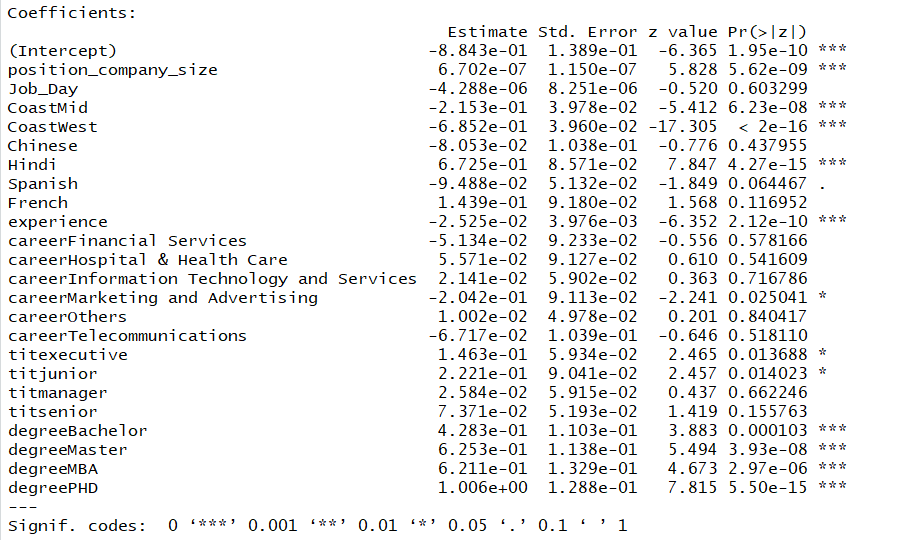 Coefficients:
Estimate Std. Error z value Pr(>|z|)
(Intercept) -8.843e-01 1.389e-01 -6.365 1.95e-10 ***
position_company_size 6.702e-07 1.150e-07 5.828 5.62e-09 ***
Job_Day -4.288e-06 8.251e-06 -0.520 0.603299
CoastMid -2.153e-01 3.978e-02 -5.412 6.23e-08 ***
CoastWest -6.852e-01 3.960e-02 -17.305 < 2e-16 ***
Chinese -8.053e-02 1.038e-01 -0.776 0.437955
Hindi 6.725e-01 8.571e-02 7.847 4.27e-15 ***
Spanish -9.488e-02 5.132e-02 -1.849 0.064467 .
French 1.439e-01 9.180e-02 1.568 0.116952
experience -2.525e-02 3.976e-03 -6.352 2.12e-10 ***
careerFinancial Services -5.134e-02 9.233e-02 -0.556 0.578166
careerHospital & Health Care 5.571e-02 9.127e-02 0.610 0.541609
careerInformation Technology and Services 2.141e-02 5.902e-02 0.363 0.716786
careerMarketing and Advertising -2.042e-01 9.113e-02 -2.241 0.025041 *
careerOthers 1.002e-02 4.978e-02 0.201 0.840417
careerTelecommunications -6.717e-02 1.039e-01 -0.646 0.518110
titexecutive 1.463e-01 5.934e-02 2.465 0.013688 *
titjunior 2.221e-01 9.041e-02 2.457 0.014023 *
titmanager 2.584e-02 5.915e-02 0.437 0.662246
titsenior 7.371e-02 5.193e-02 1.419 0.155763
degreeBachelor 4.283e-01 1.103e-01 3.883 0.000103 ***
degreeMaster 6.253e-01 1.138e-01 5.494 3.93e-08 ***
degreeMBA 6.211e-01 1.329e-01 4.673 2.97e-06 ***
degreePHD 1.006e+00 1.288e-01 7.815 5.50e-15 ***
---
Signif. codes: 0 ‘***’ 0.001 ‘**’ 0.01 ‘*’ 0.05 ‘.’ 0.1 ‘ ’ 1